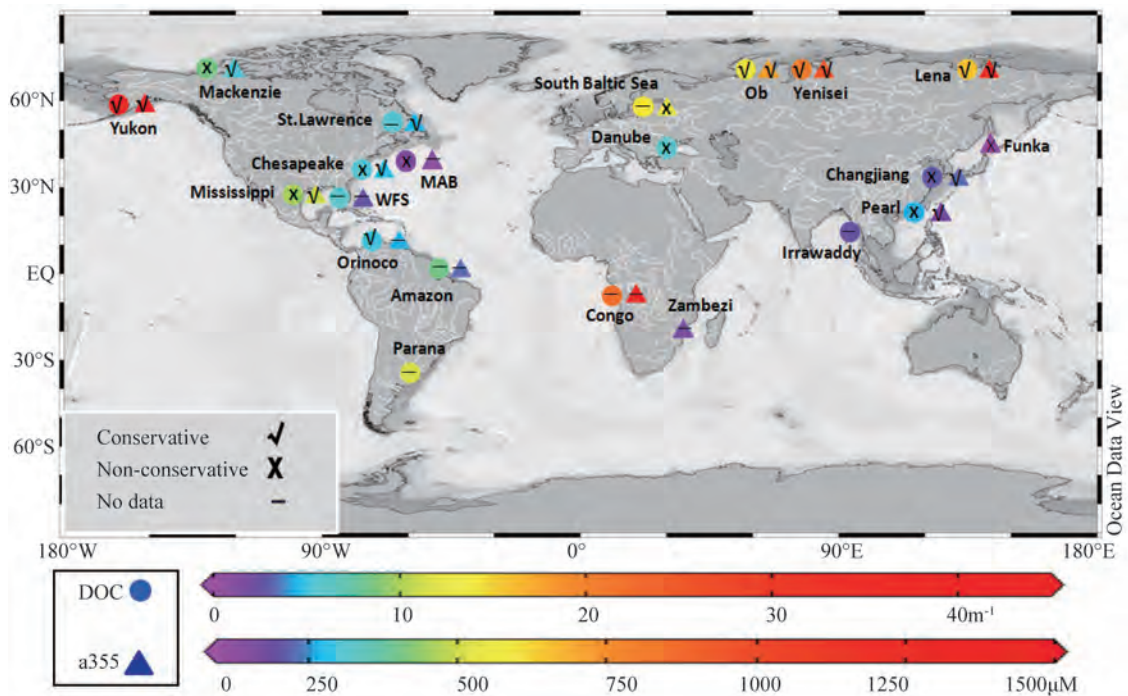 60°N
30°N
EQ
30°S
60°S
180°W
90°W
0°
90°E
180°E
Mackenzie
Yukon
St.Lawrence
Chesapeake
MAB
Mississippi
WFS
Orinoco
Amazon
Parana
South Baltic Sea
Danube
Ob
Yenisei
Lena
Funka
Changjiang
Pearl
Irrawaddy
Congo
Zambezi
Conservative √
Non-conservative X
No data –
Ocean Data View
DOC
a355
0 10 20 30 40m⁻¹
0 250 500 750 1000 1250 1500μM